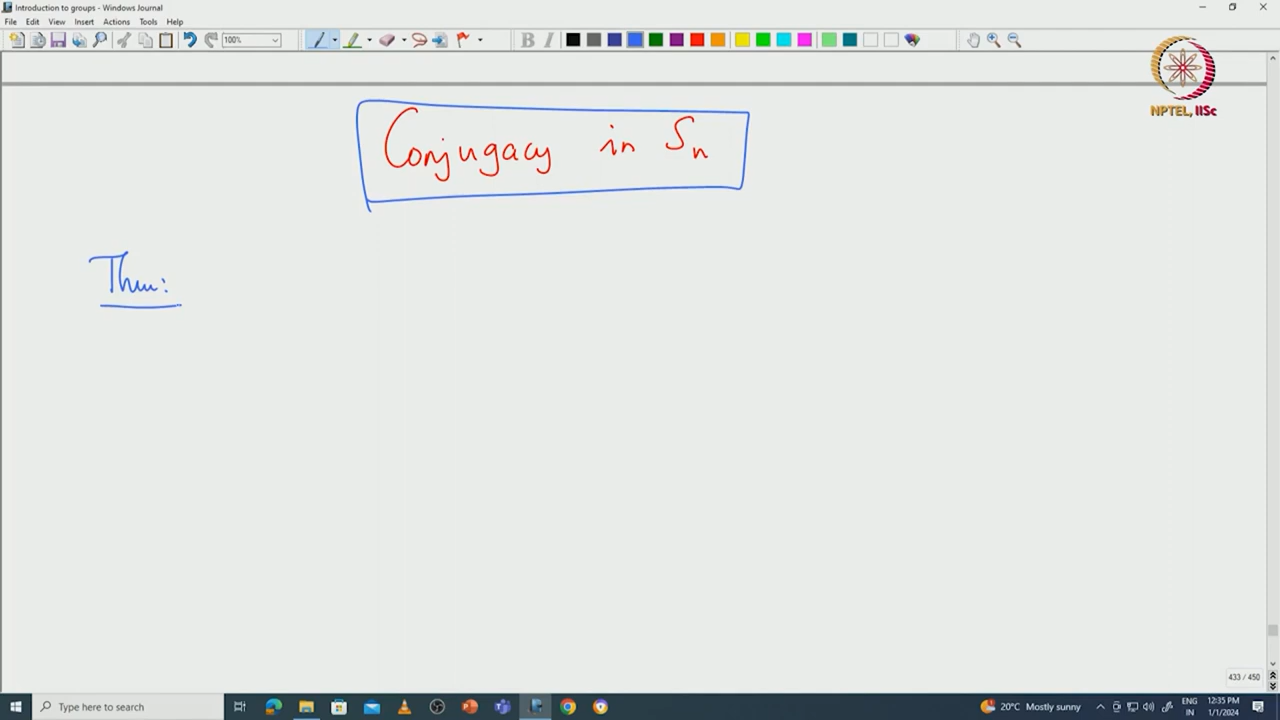 Introduction to groups - Windows Journal
File Edit View Insert Actions Tools Help
100%
B I
NPTEL, IISc
Conjugacy in Sn
Thm:
433 / 450
Type here to search
20°C Mostly sunny
ENG
IN
12:35 PM
1/1/2024